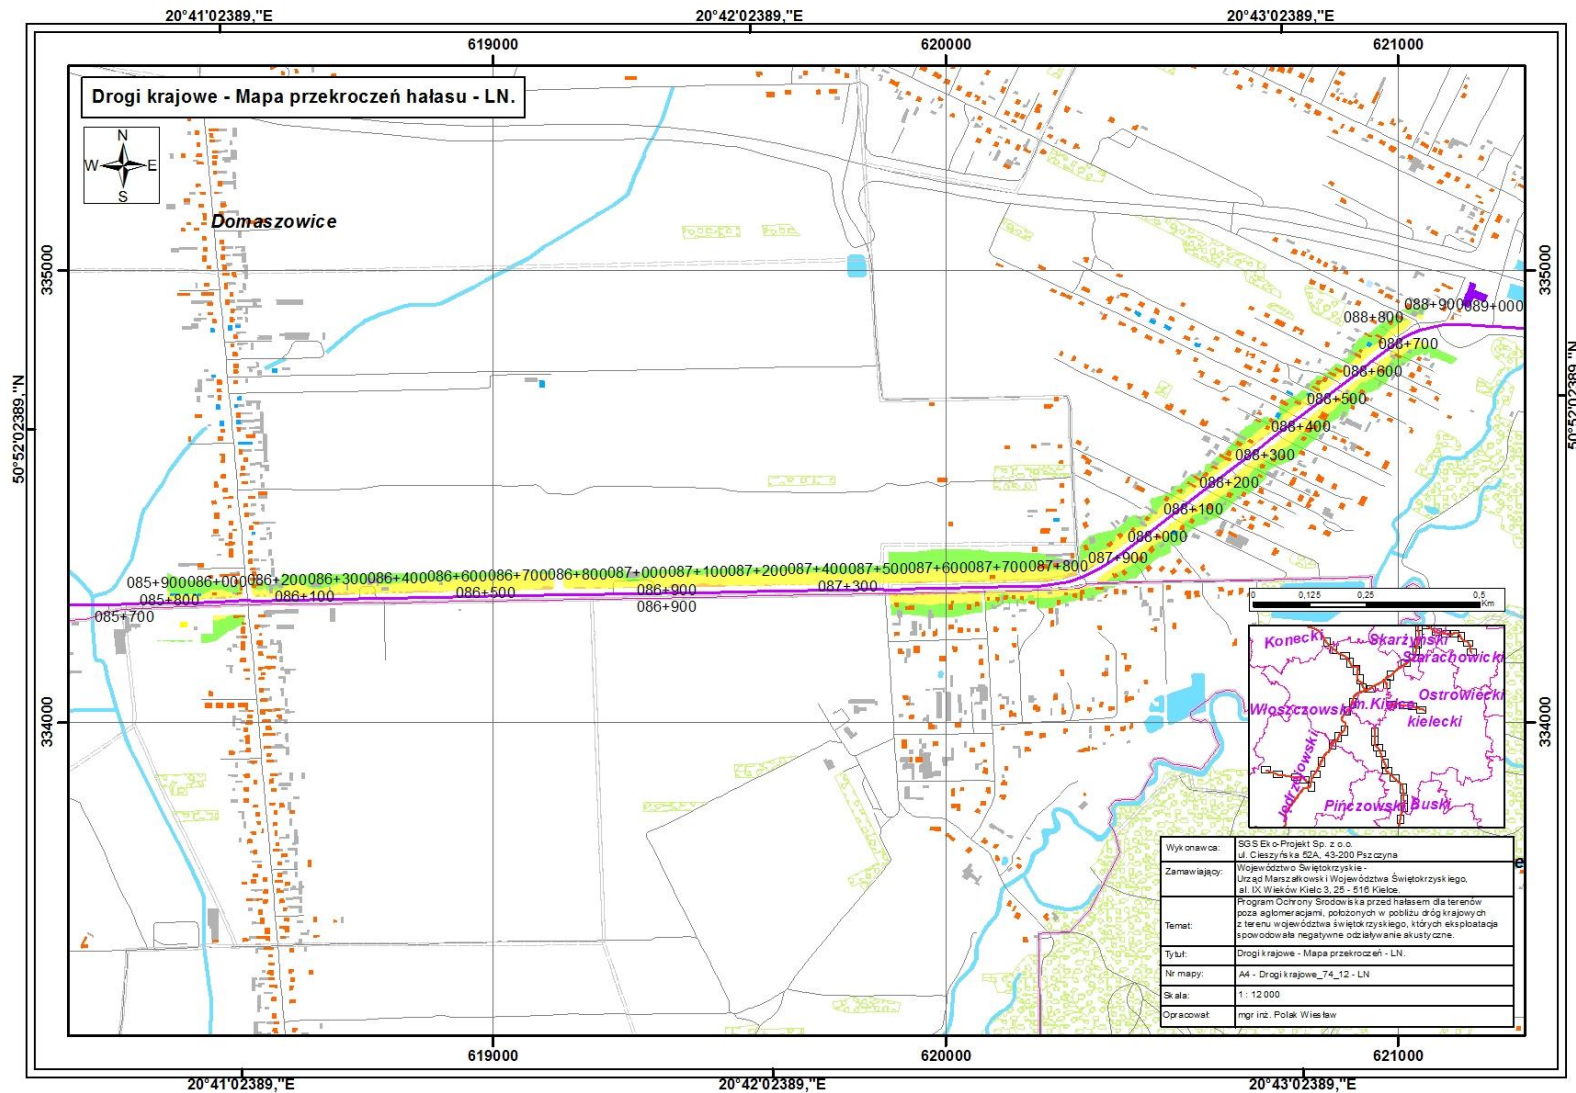 20°41'02389,"E
20°42'02389,"E
20°43'02389,"E
619000
620000
621000
Drogi krajowe - Mapa przekroczeń hałasu - LN.
N
W
E
S
Domaszowice
335000
335000
50°52'02389,"N
50°52'02389,"N
334000
334000
088+900
089+000
088+800
088+700
088+600
088+500
088+400
088+300
088+200
088+100
088+000
087+900
085+900
086+000
086+200
086+300
086+400
086+600
086+700
086+800
087+000
087+100
087+200
087+400
087+500
087+600
087+700
087+800
085+800
086+100
086+500
086+900
087+300
085+700
086+900
0
0,125
0,25
0,5
Km
Konecki
Skarżyński
Starachowicki
Ostrowiecki
Włoszczowski
m.Kielce
kielecki
Jędrzejowski
Pińczowski
Buski
Wykonawca:
SGS Eko-Projekt Sp. z o.o.
ul. Cieszyńska 52A, 43-200 Pszczyna
Zamawiający:
Województwo Świętokrzyskie -
Urząd Marszałkowski Województwa Świętokrzyskiego,
al. IX Wieków Kielc 3, 25 - 516 Kielce.
Temat:
Program Ochrony Środowiska przed hałasem dla terenów
poza aglomeracjami, położonych w pobliżu dróg krajowych
z terenu województwa świętokrzyskiego, których eksploatacja
spowodowała negatywne odziaływanie akustyczne.
Tytuł:
Drogi krajowe - Mapa przekroczeń - LN.
Nr mapy:
A4 - Drogi krajowe_74_12 - LN
Skala:
1 : 12 000
Opracował:
mgr inż. Polak Wiesław
e
619000
620000
621000
20°41'02389,"E
20°42'02389,"E
20°43'02389,"E